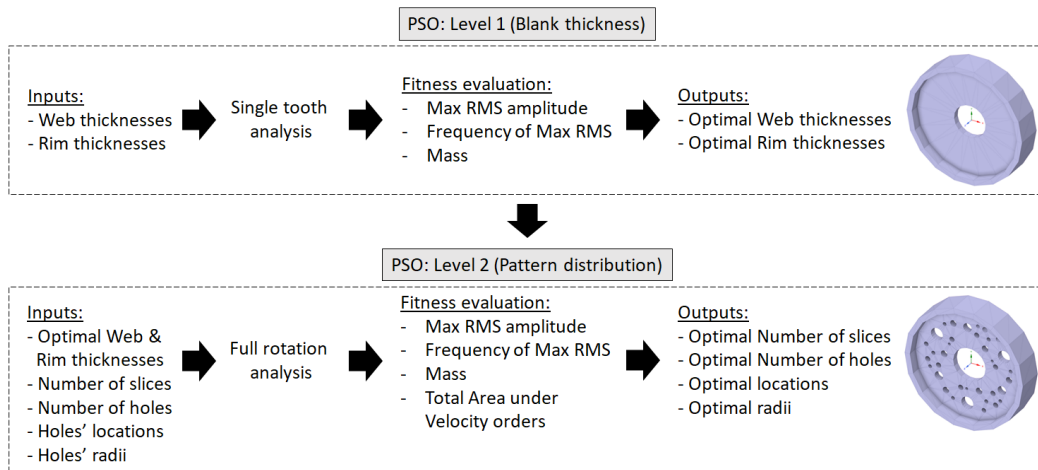 PSO: Level 1 (Blank thickness)
Inputs:
- Web thicknesses
- Rim thicknesses
Single tooth
analysis
Fitness evaluation:
- Max RMS amplitude
- Frequency of Max RMS
- Mass
Outputs:
- Optimal Web thicknesses
- Optimal Rim thicknesses
PSO: Level 2 (Pattern distribution)
Inputs:
- Optimal Web &
Rim thicknesses
- Number of slices
- Number of holes
- Holes' locations
- Holes' radii
Full rotation
analysis
Fitness evaluation:
- Max RMS amplitude
- Frequency of Max RMS
- Mass
- Total Area under
Velocity orders
Outputs:
- Optimal Number of slices
- Optimal Number of holes
- Optimal locations
- Optimal radii